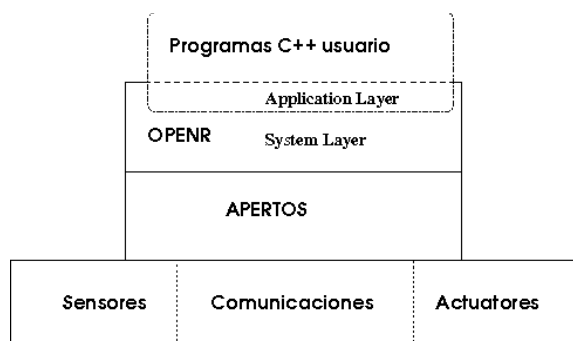 Programas C++ usuario
Application Layer
OPENR System Layer
APERTOS
Sensores Comunicaciones Actuatores